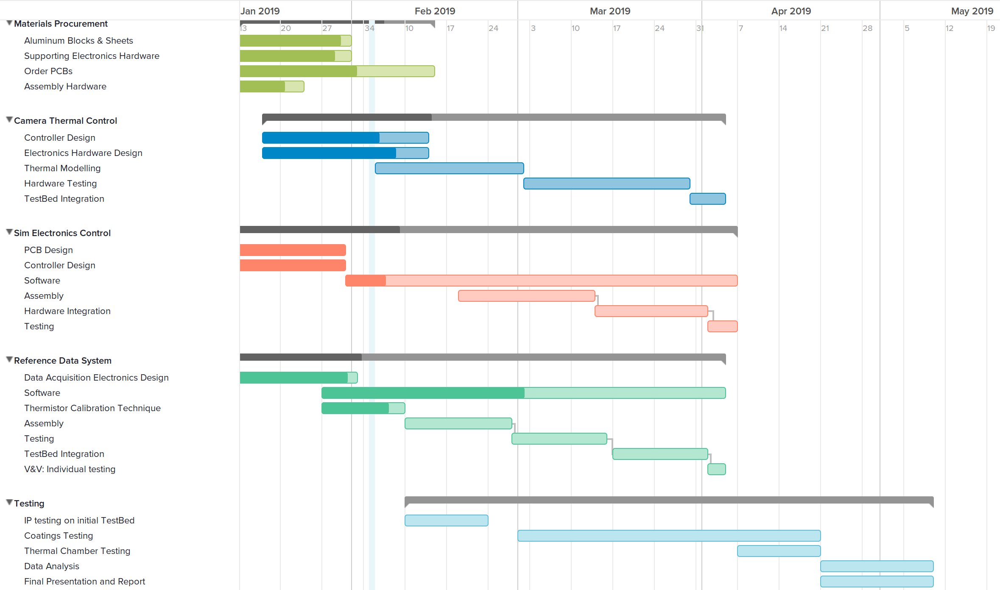 Jan 2019 Feb 2019 Mar 2019 Apr 2019 May 2019
Materials Procurement
13 20 27 34 10 17 24 3 10 17 24 31 7 14 21 28 5 12 19
Aluminum Blocks & Sheets
Supporting Electronics Hardware
Order PCBs
Assembly Hardware
Camera Thermal Control
Controller Design
Electronics Hardware Design
Thermal Modelling
Hardware Testing
TestBed Integration
Sim Electronics Control
PCB Design
Controller Design
Software
Assembly
Hardware Integration
Testing
Reference Data System
Data Acquisition Electronics Design
Software
Thermistor Calibration Technique
Assembly
Testing
TestBed Integration
V&V: Individual testing
Testing
IP testing on initial TestBed
Coatings Testing
Thermal Chamber Testing
Data Analysis
Final Presentation and Report